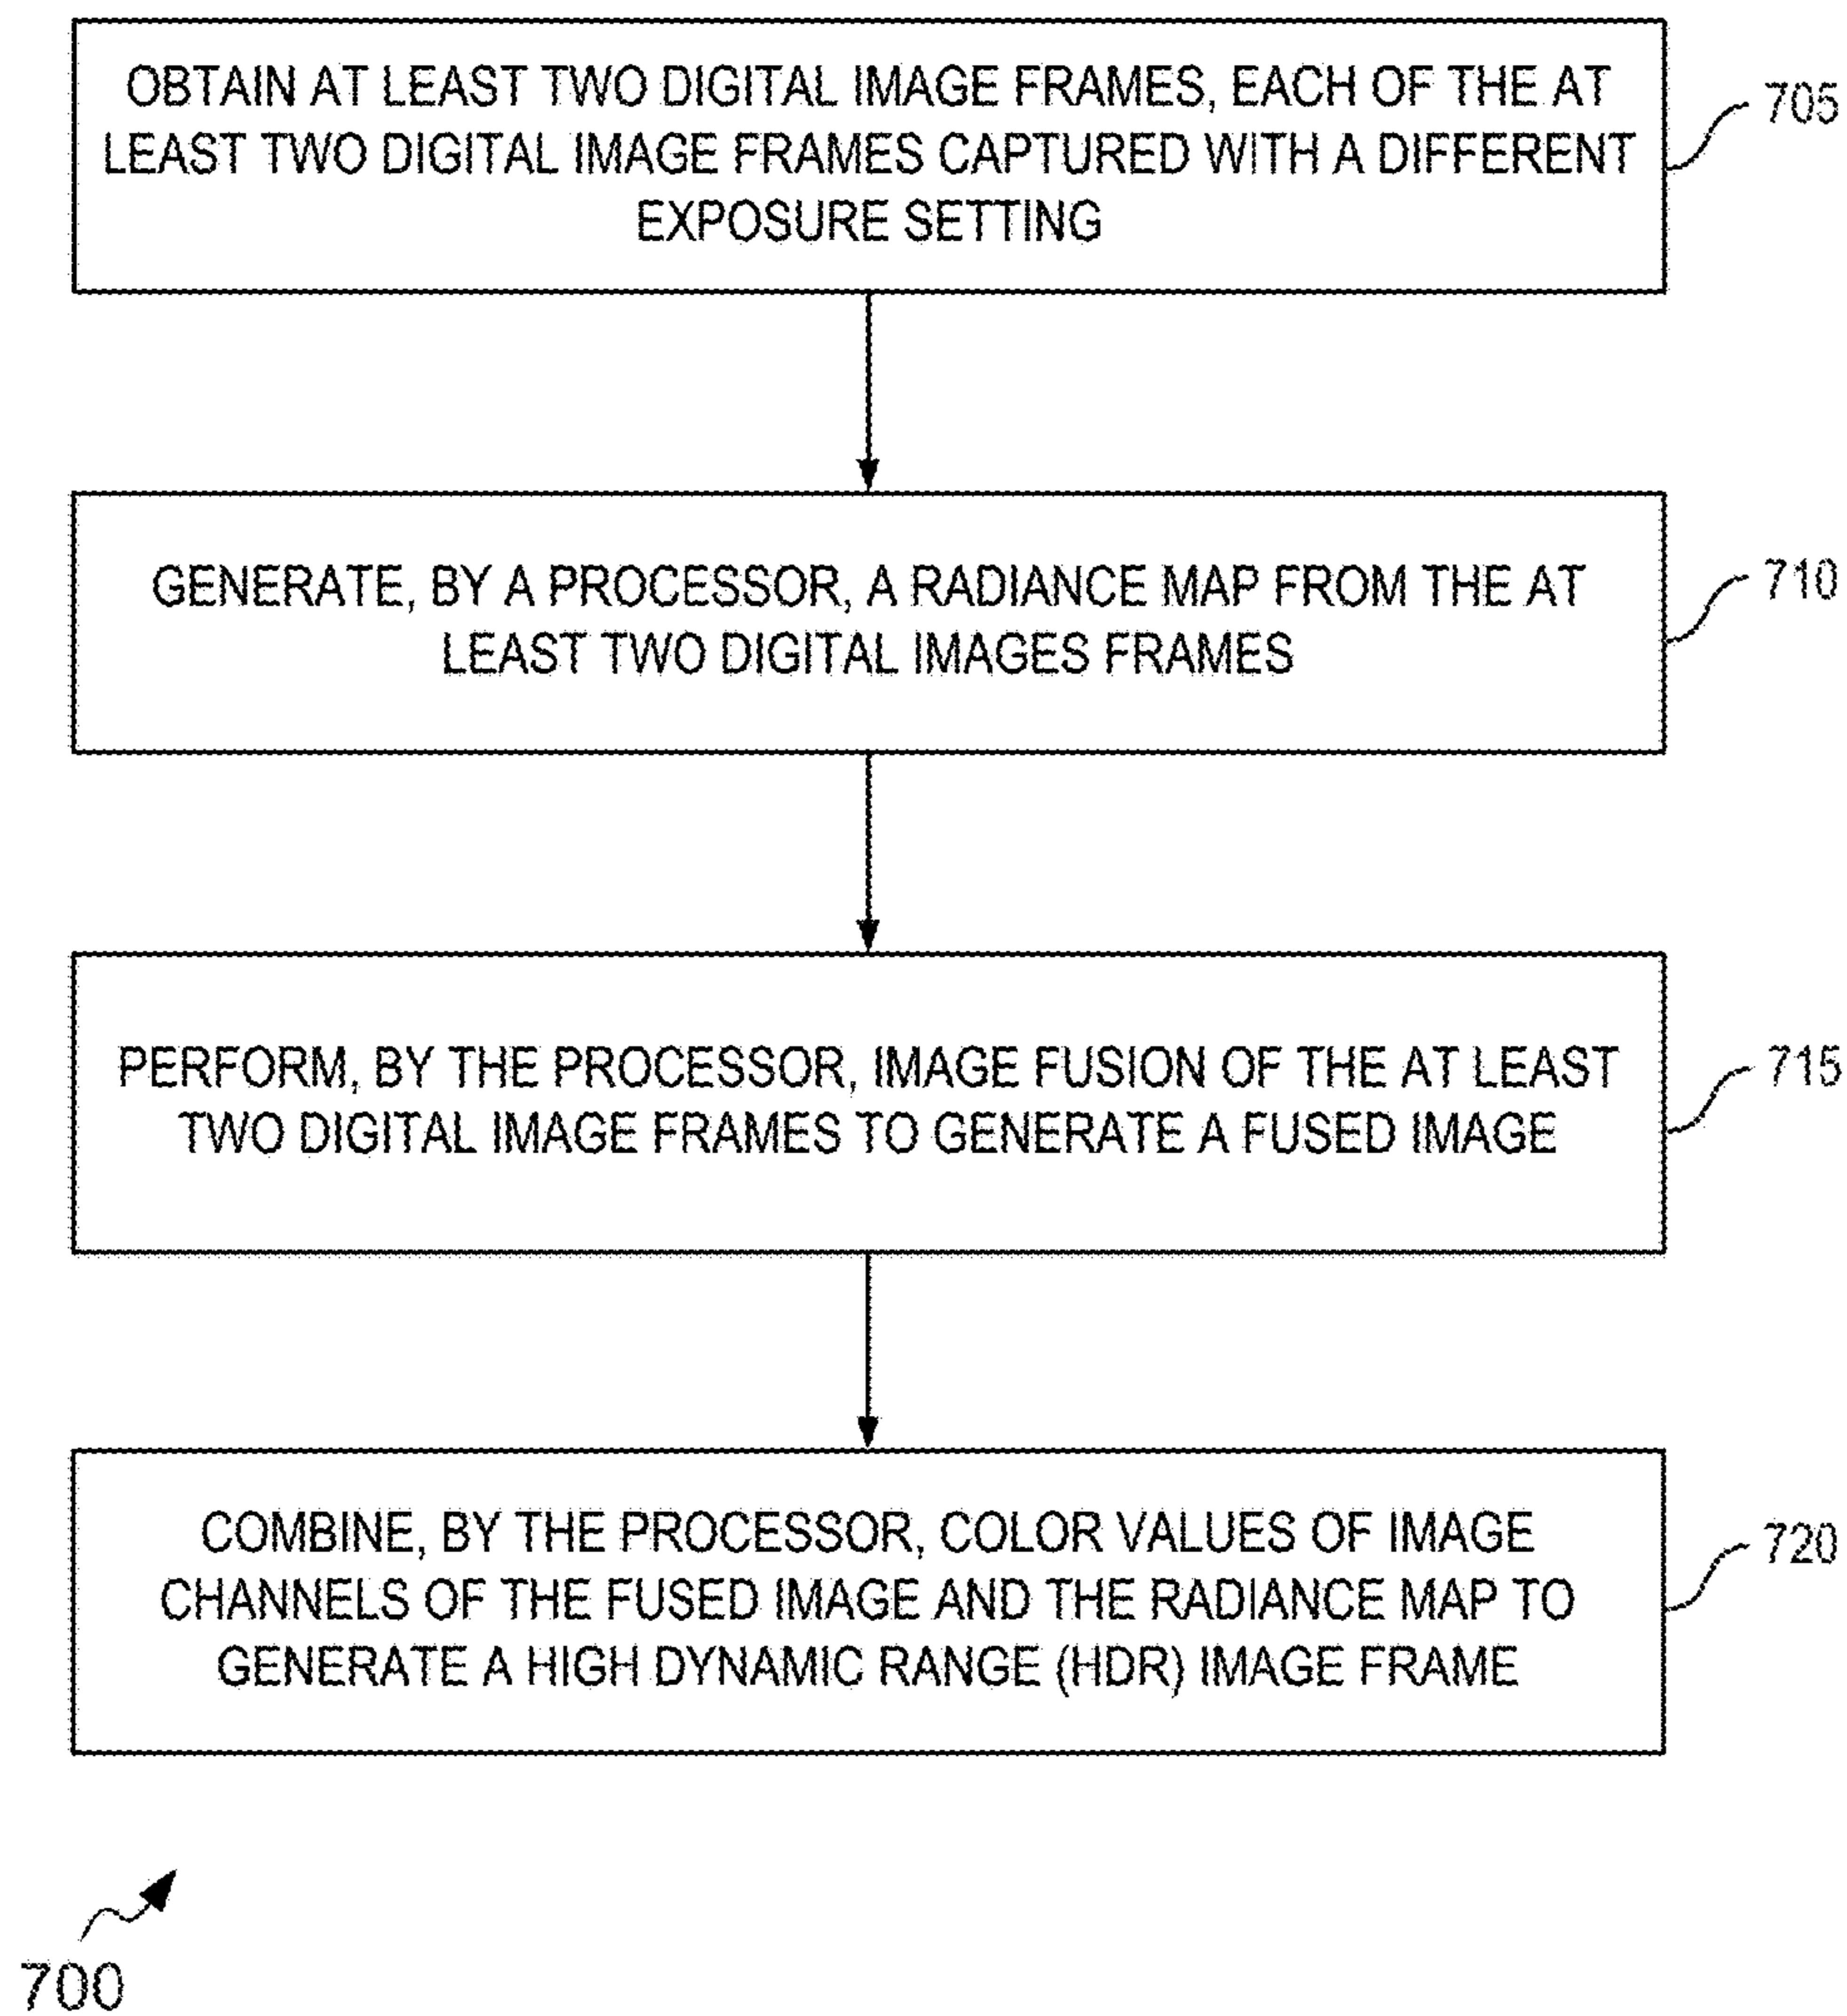 OBTAIN AT LEAST TWO DIGITAL IMAGE FRAMES, EACH OF THE AT
LEAST TWO DIGITAL IMAGE FRAMES CAPTURED WITH A DIFFERENT
EXPOSURE SETTING
705
GENERATE, BY A PROCESSOR, A RADIANCE MAP FROM THE AT
LEAST TWO DIGITAL IMAGES FRAMES
710
PERFORM, BY THE PROCESSOR, IMAGE FUSION OF THE AT LEAST
TWO DIGITAL IMAGE FRAMES TO GENERATE A FUSED IMAGE
715
COMBINE, BY THE PROCESSOR, COLOR VALUES OF IMAGE
CHANNELS OF THE FUSED IMAGE AND THE RADIANCE MAP TO
GENERATE A HIGH DYNAMIC RANGE (HDR) IMAGE FRAME
720
700